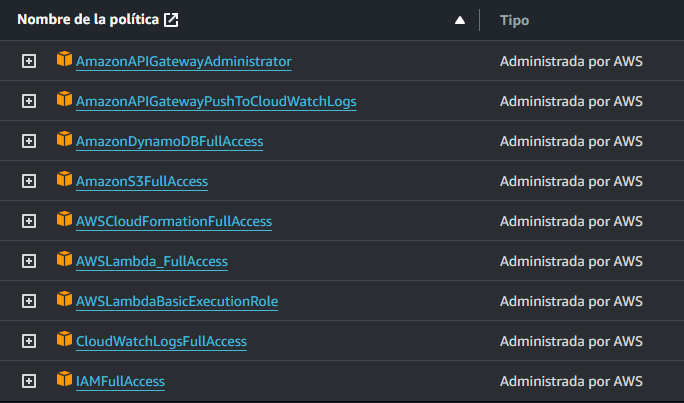 Nombre de la política
Tipo
AmazonAPIGatewayAdministrator Administrada por AWS
AmazonAPIGatewayPushToCloudWatchLogs Administrada por AWS
AmazonDynamoDBFullAccess Administrada por AWS
AmazonS3FullAccess Administrada por AWS
AWSCloudFormationFullAccess Administrada por AWS
AWSLambda_FullAccess Administrada por AWS
AWSLambdaBasicExecutionRole Administrada por AWS
CloudWatchLogsFullAccess Administrada por AWS
IAMFullAccess Administrada por AWS